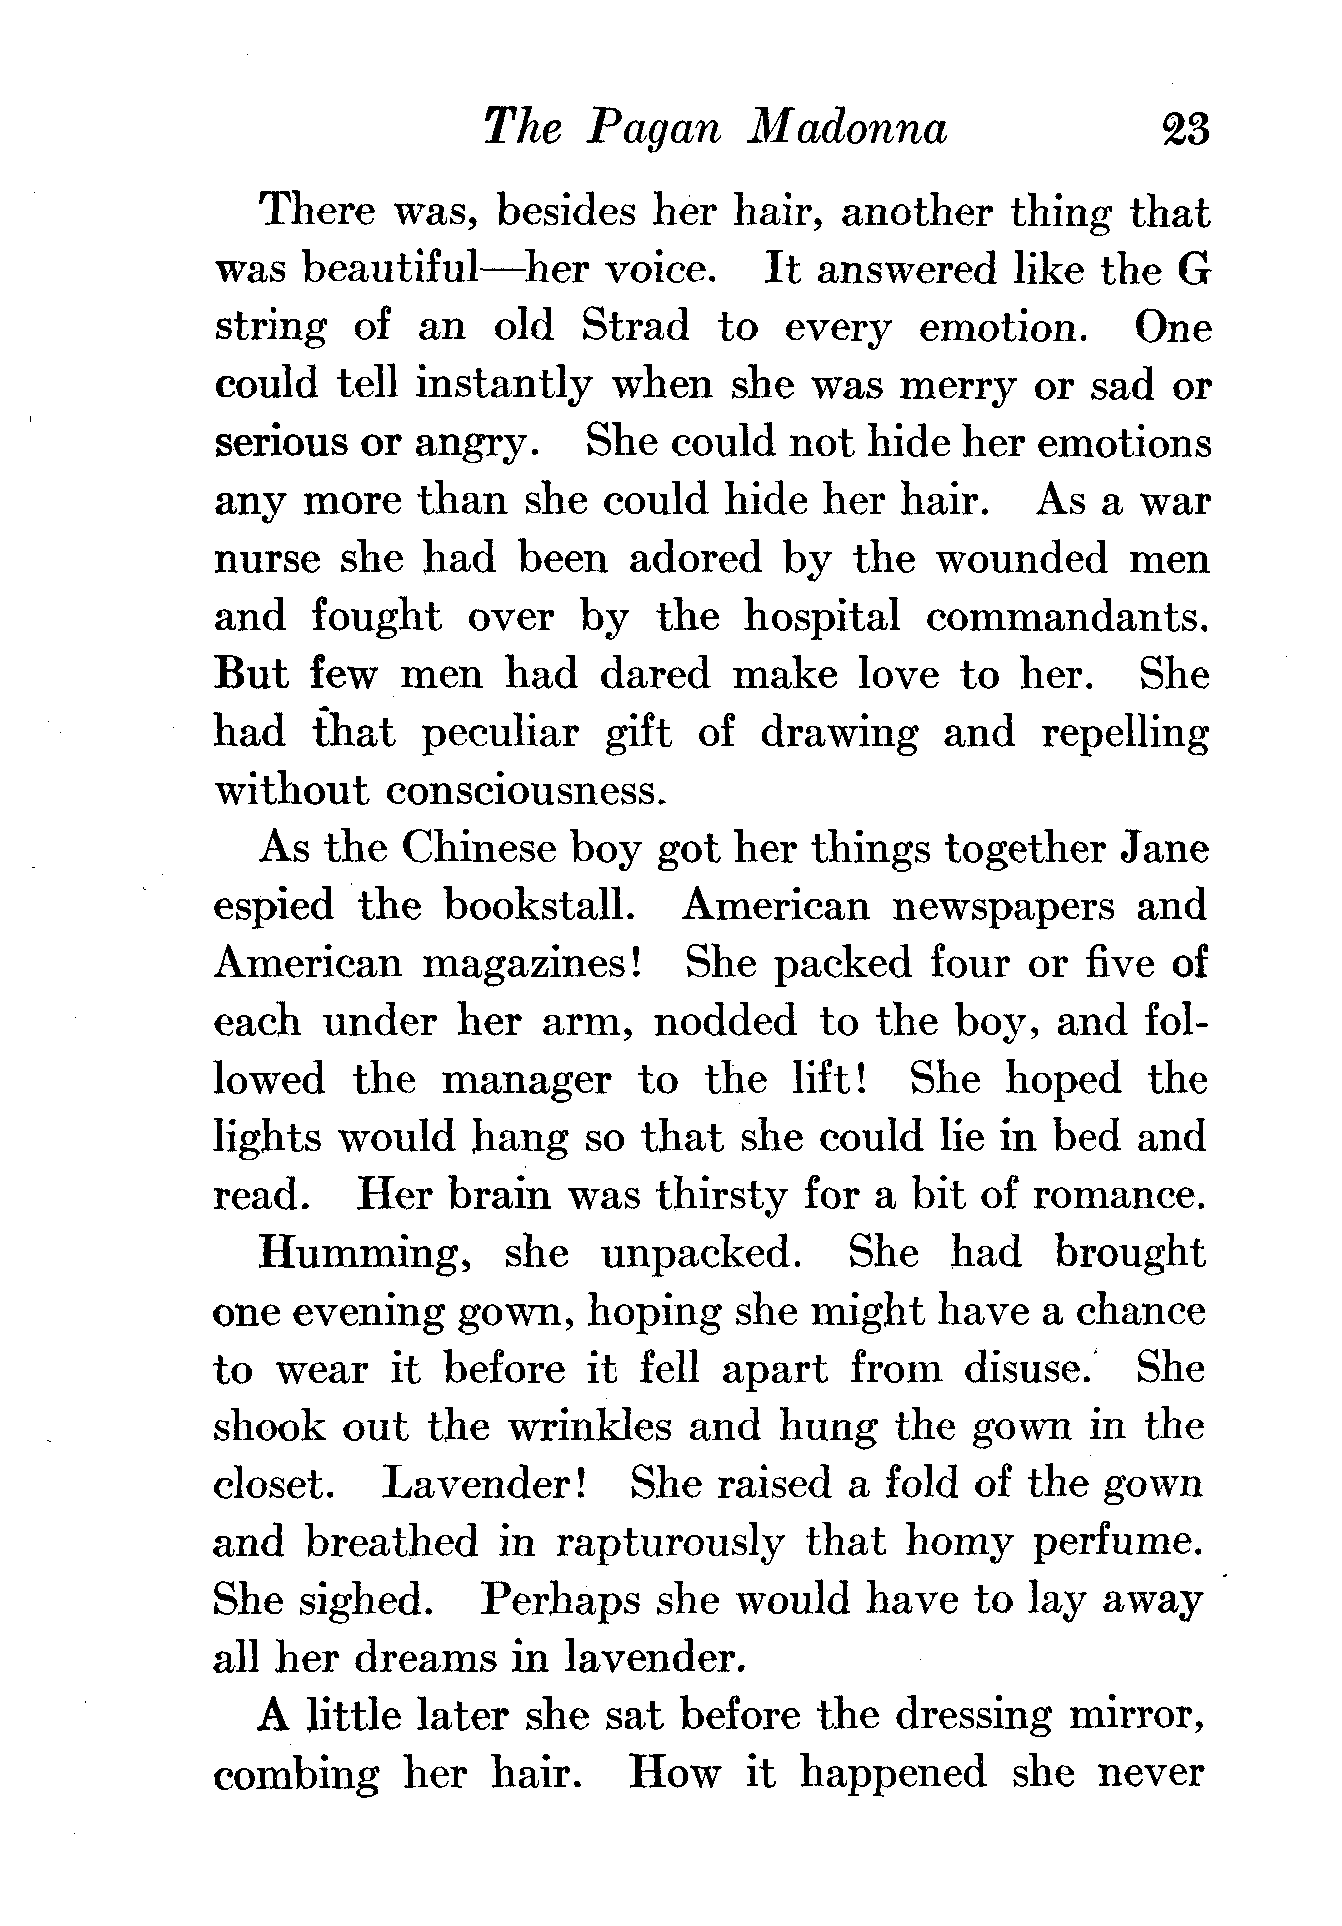 The Pagan Madonna 23
There was, besides her hair, another thing that
was beautiful—her voice. It answered like the G
string of an old Strad to every emotion. One
could tell instantly when she was merry or sad or
serious or angry. She could not hide her emotions
any more than she could hide her hair. As a war
nurse she had been adored by the wounded men
and fought over by the hospital commandants.
But few men had dared make love to her. She
had that peculiar gift of drawing and repelling
without consciousness.
As the Chinese boy got her things together Jane
espied the bookstall. American newspapers and
American magazines! She packed four or five of
each under her arm, nodded to the boy, and fol-
lowed the manager to the lift! She hoped the
lights would hang so that she could lie in bed and
read. Her brain was thirsty for a bit of romance.
Humming, she unpacked. She had brought
one evening gown, hoping she might have a chance
to wear it before it fell apart from disuse. She
shook out the wrinkles and hung the gown in the
closet. Lavender! She raised a fold of the gown
and breathed in rapturously that homy perfume.
She sighed. Perhaps she would have to lay away
all her dreams in lavender.
A little later she sat before the dressing mirror,
combing her hair. How it happened she never